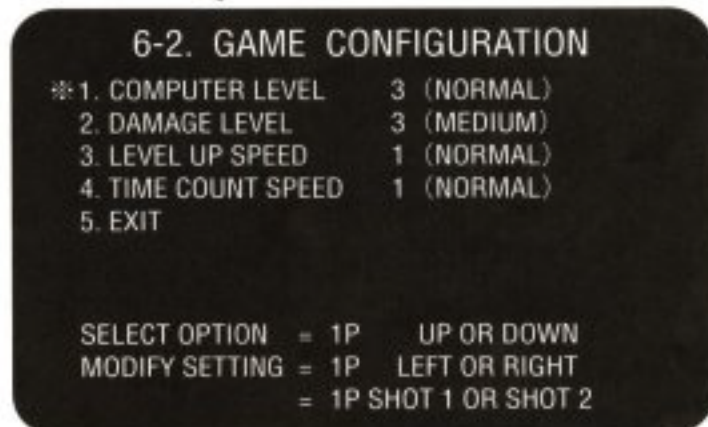 6-2. GAME CONFIGURATION
※1. COMPUTER LEVEL 3 (NORMAL)
2. DAMAGE LEVEL 3 (MEDIUM)
3. LEVEL UP SPEED 1 (NORMAL)
4. TIME COUNT SPEED 1 (NORMAL)
5. EXIT
SELECT OPTION = 1P UP OR DOWN
MODIFY SETTING = 1P LEFT OR RIGHT
= 1P SHOT 1 OR SHOT 2